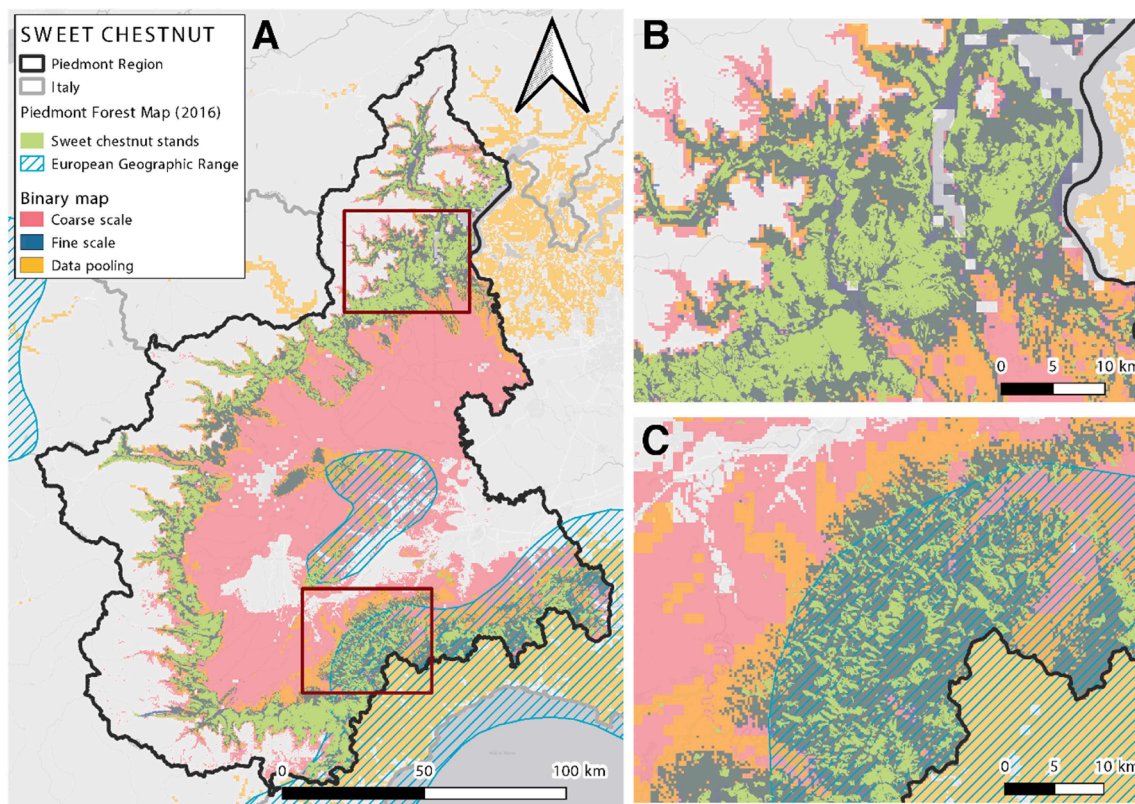 SWEET CHESTNUT
Piedmont Region
Italy
Piedmont Forest Map (2016)
Sweet chestnut stands
European Geographic Range
Binary map
Coarse scale
Fine scale
Data pooling
A
0 50 100 km
B
0 5 10 km
C
0 5 10 km